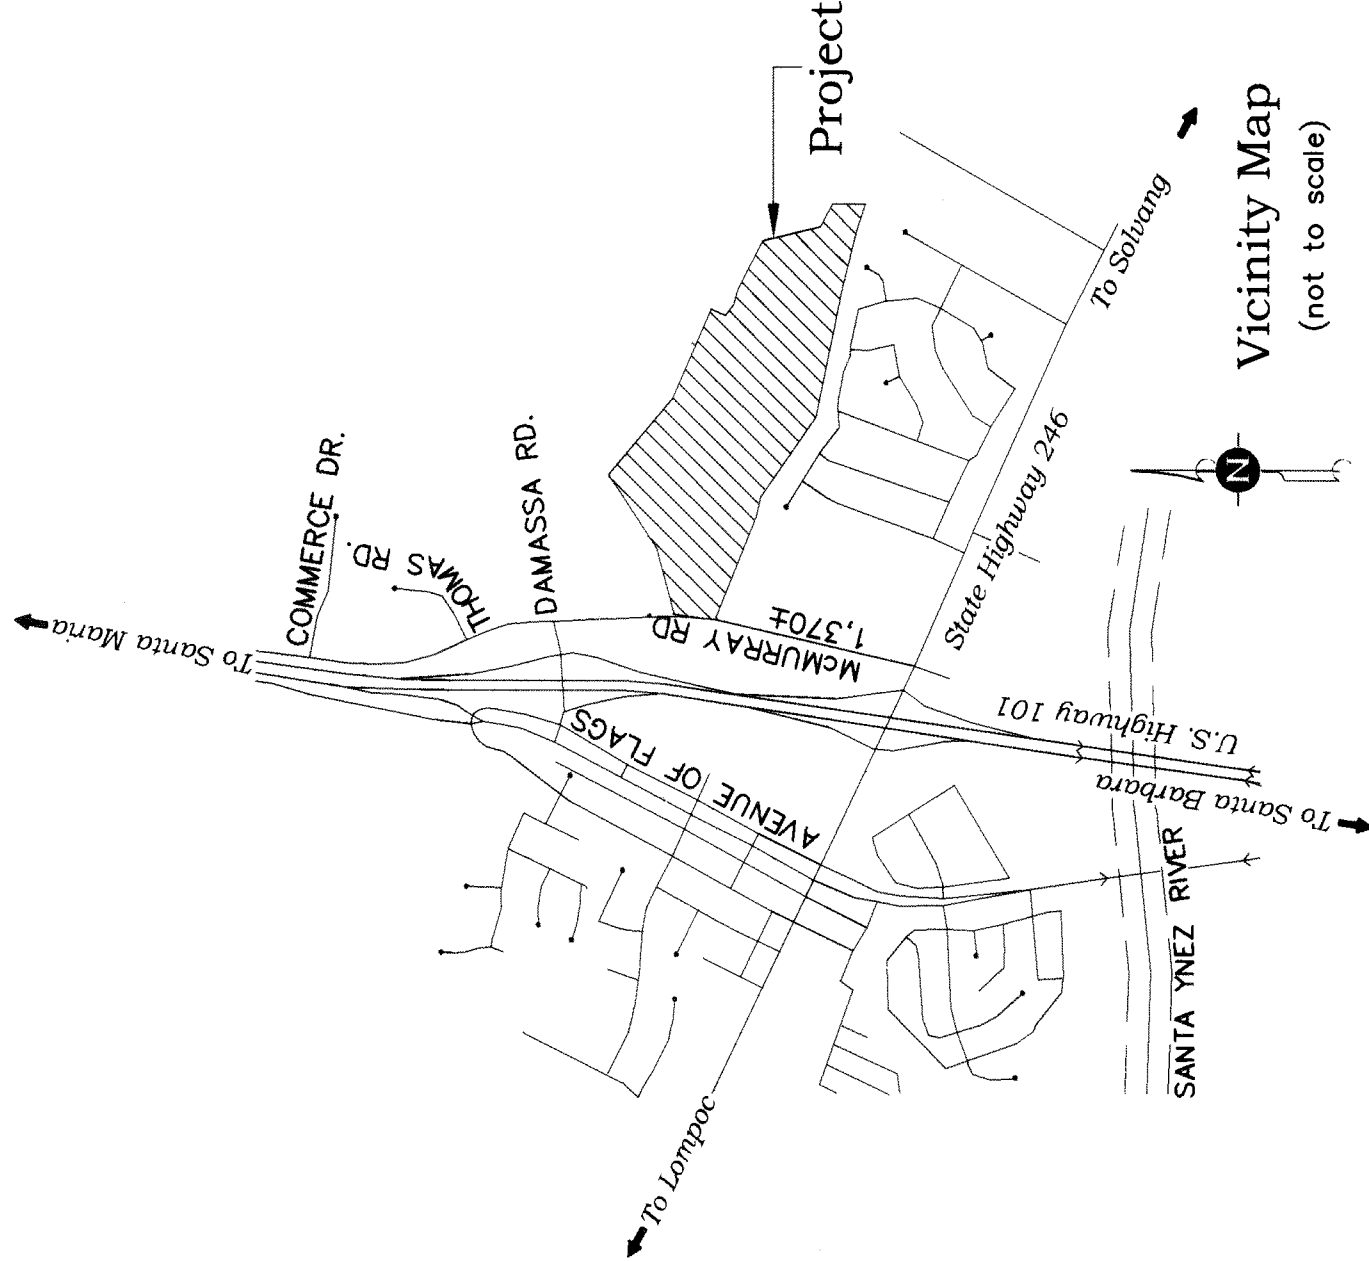 To Santa Maria
COMMERCE DR.
THOMAS RD.
DAMASSA RD.
Project
McMURRAY RD.
1,370±
AVENUE OF FLAGS
To Lompoc
State Highway 246
To Solvang
U.S. Highway 101
To Santa Barbara
SANTA YNEZ RIVER
N
Vicinity Map
(not to scale)